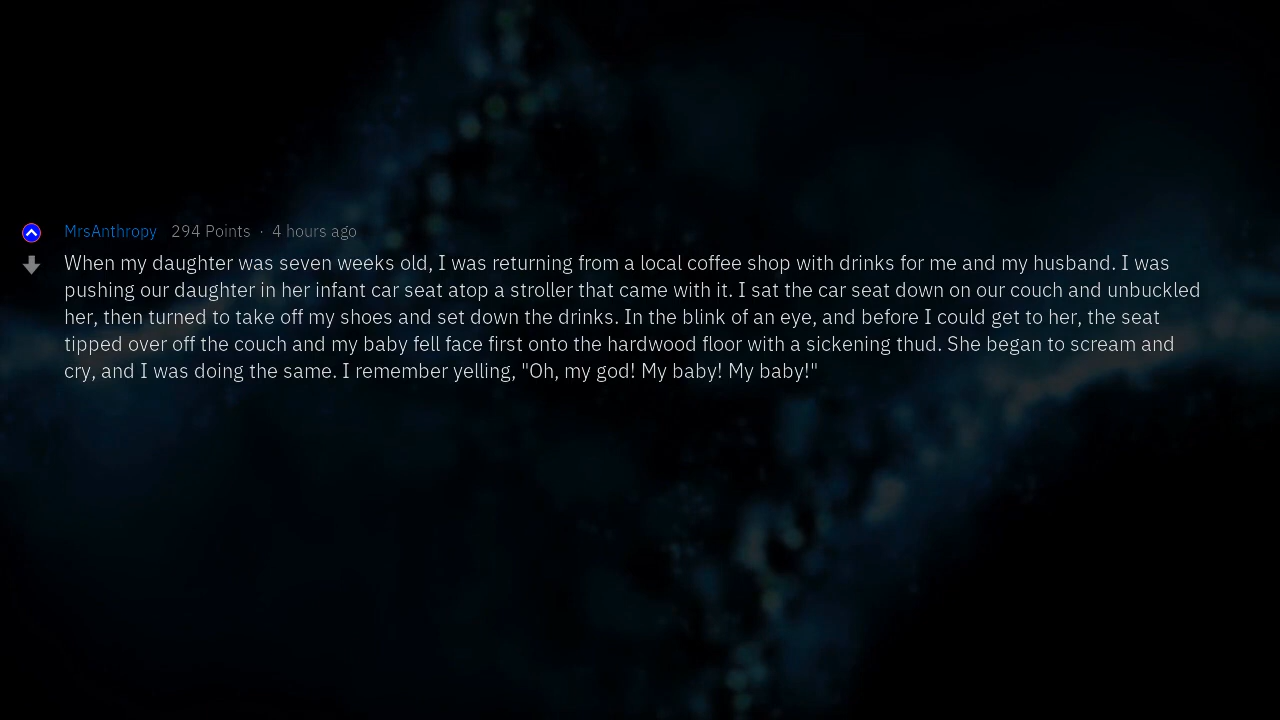 MrsAnthropy 294 Points · 4 hours ago
When my daughter was seven weeks old, I was returning from a local coffee shop with drinks for me and my husband. I was
pushing our daughter in her infant car seat atop a stroller that came with it. I sat the car seat down on our couch and unbuckled
her, then turned to take off my shoes and set down the drinks. In the blink of an eye, and before I could get to her, the seat
tipped over off the couch and my baby fell face first onto the hardwood floor with a sickening thud. She began to scream and
cry, and I was doing the same. I remember yelling, "Oh, my god! My baby! My baby!"